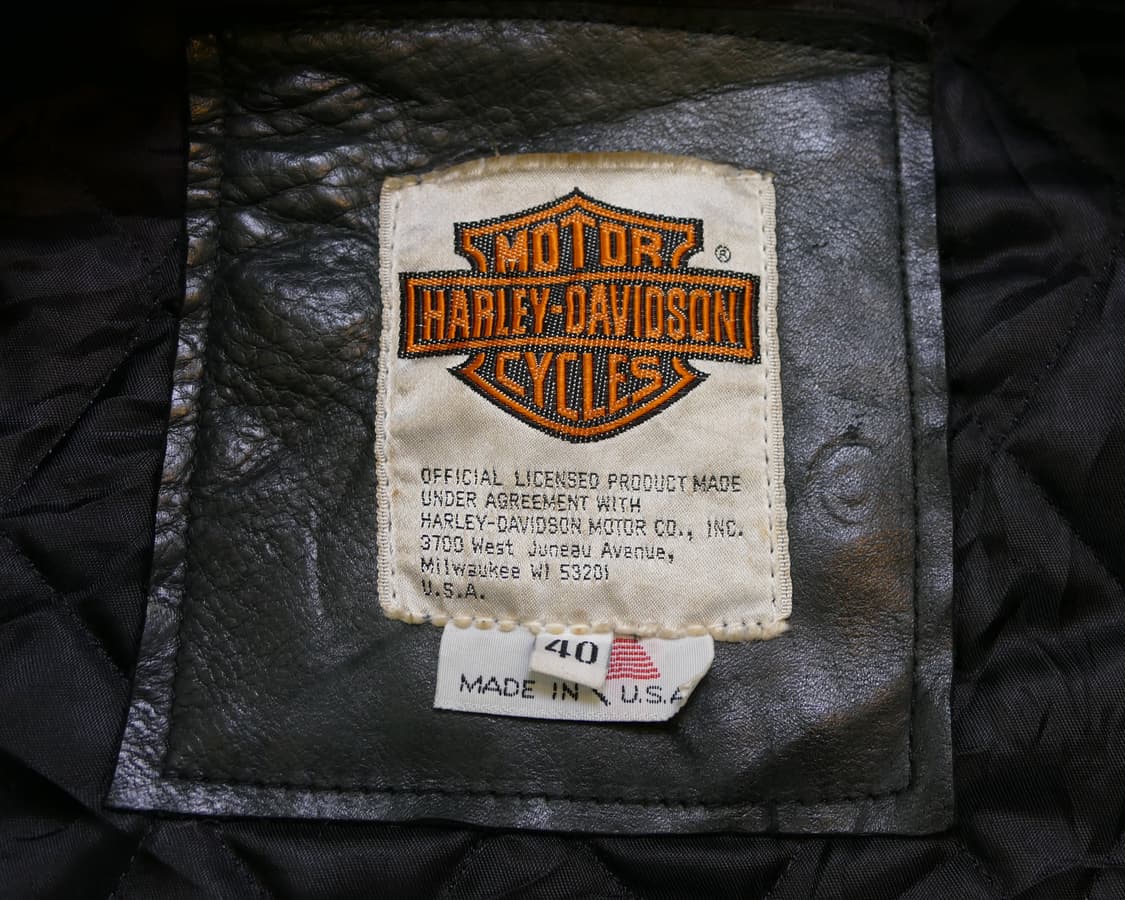 MOTOR
®
HARLEY-DAVIDSON
CYCLES
OFFICIAL LICENSED PRODUCT MADE
UNDER AGREEMENT WITH
HARLEY-DAVIDSON MOTOR CO., INC.
3700 West Juneau Avenue,
Milwaukee WI 53201
U.S.A.
40
MADE IN U.S.A